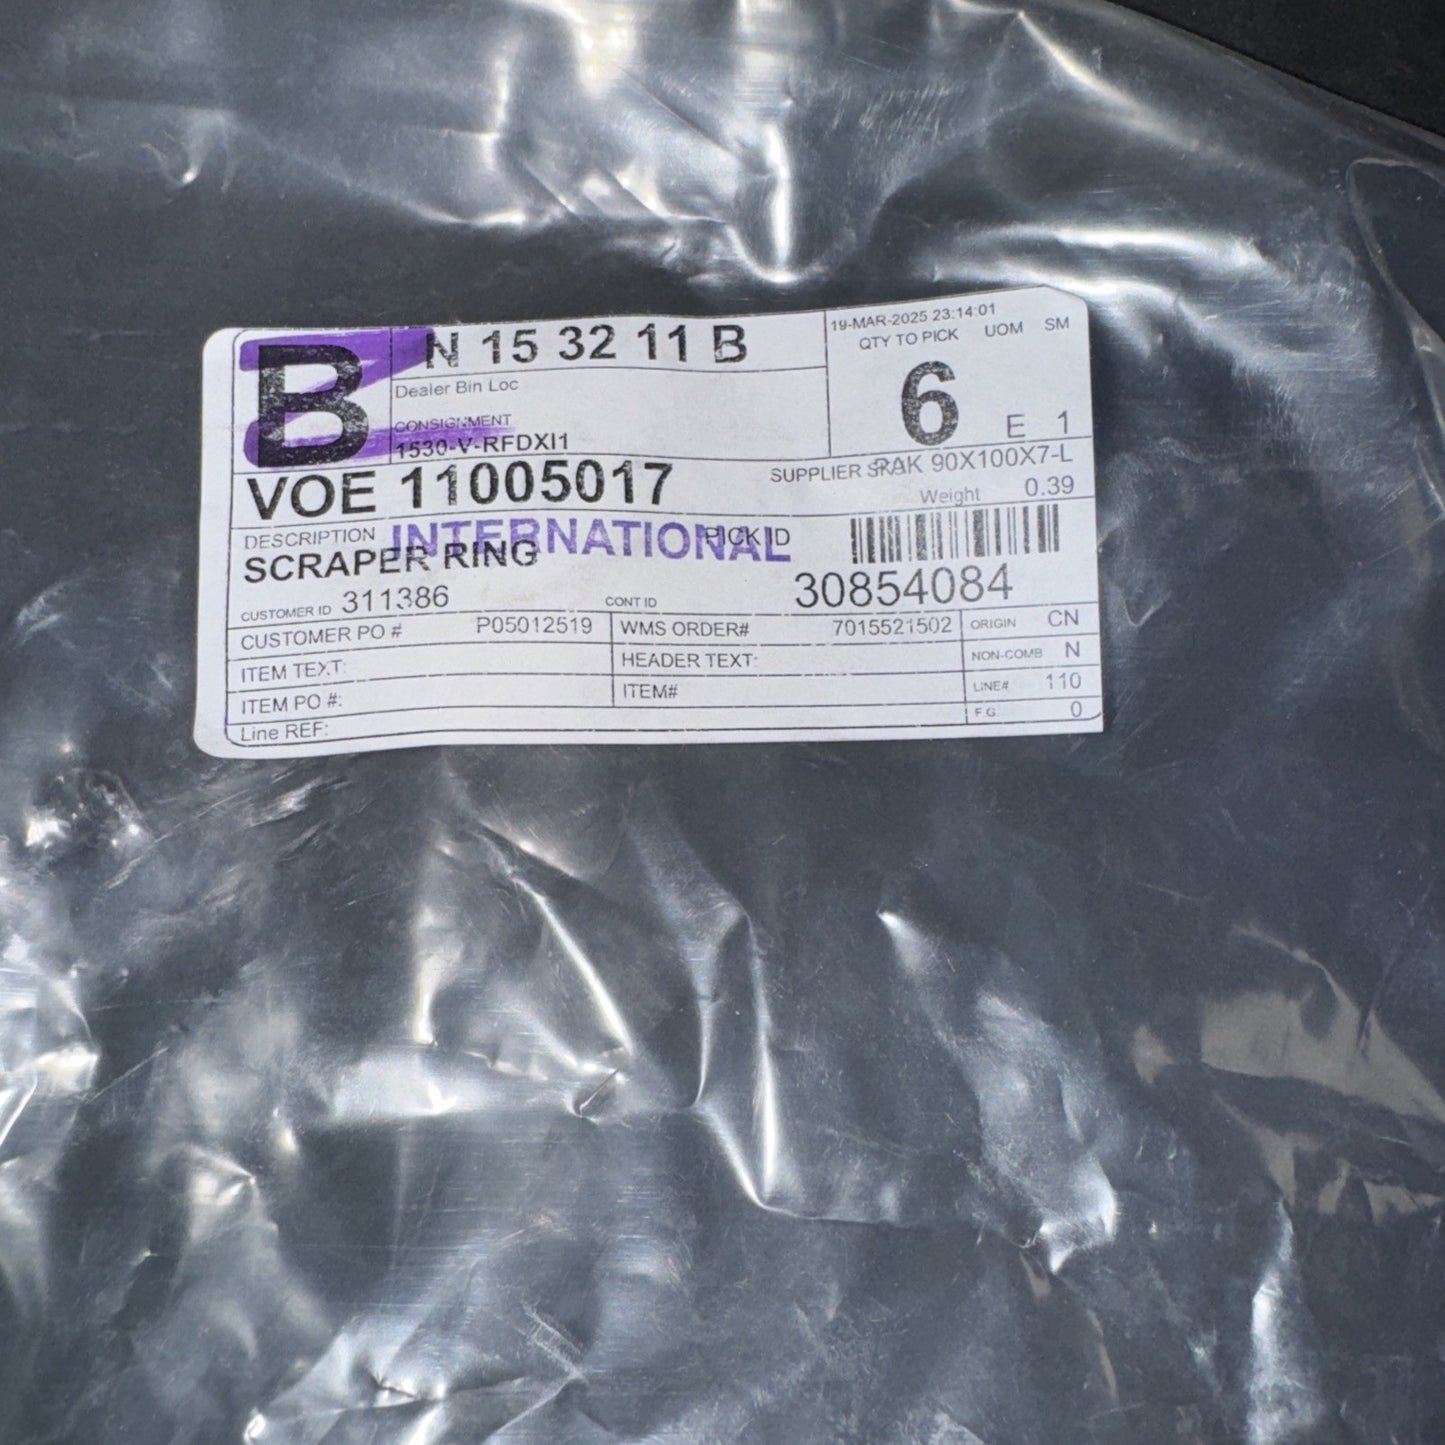 B
N 15 32 11 B
19-MAR-2025 23:14:01
Dealer Bin Loc
QTY TO PICK UOM SM
CONSIGNMENT
1530-V-RFDXI1
6 E 1
VOE 11005017
SUPPLIER S RAK 90X100X7-L
Weight 0.39
DESCRIPTION
INTERNATIONAL
PICK ID
SCRAPER RING
30854084
CUSTOMER ID 311386
CONT ID
CUSTOMER PO # P05012519
WMS ORDER# 7015521502
ORIGIN CN
ITEM TEXT:
HEADER TEXT:
NON-COMB N
ITEM PO #:
ITEM#
LINE# 110
Line REF:
F G 0